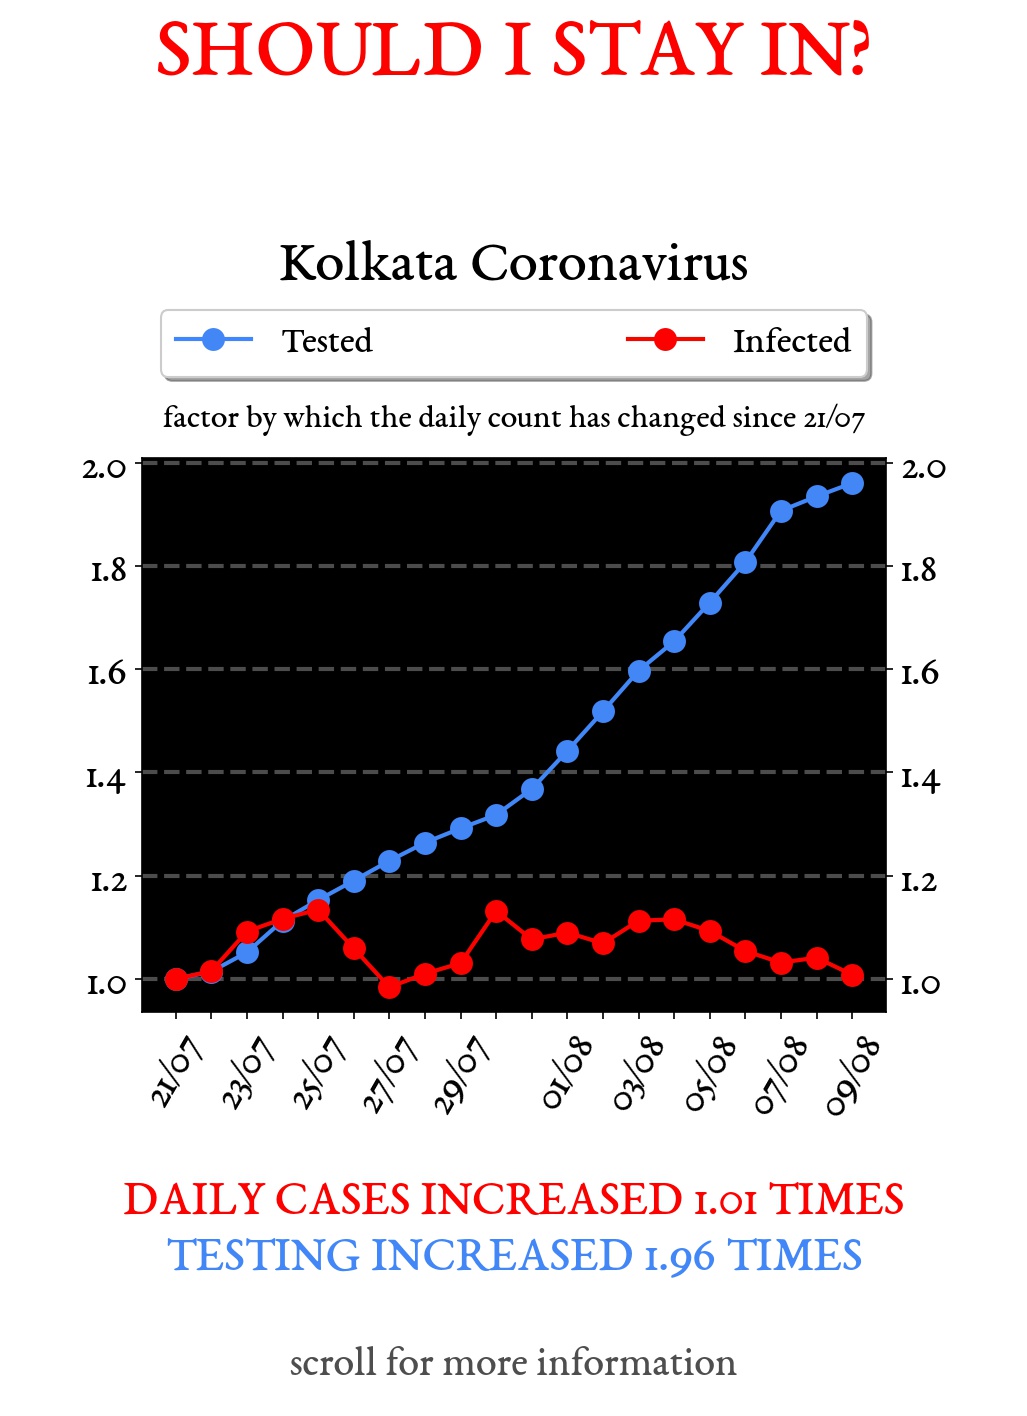 SHOULD I STAY IN?
Kolkata Coronavirus
Tested Infected
factor by which the daily count has changed since 21/07
2.0 2.0
1.8 1.8
1.6 1.6
1.4 1.4
1.2 1.2
1.0 1.0
21/07 23/07 25/07 27/07 29/07 01/08 03/08 05/08 07/08 09/08
DAILY CASES INCREASED 1.01 TIMES
TESTING INCREASED 1.96 TIMES
scroll for more information